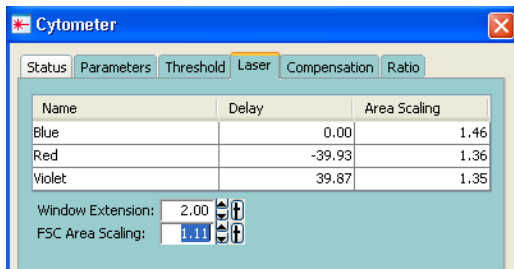 Cytometer
Status Parameters Threshold Laser Compensation Ratio
Name Delay Area Scaling
Blue 0.00 1.46
Red -39.93 1.36
Violet 39.87 1.35
Window Extension: 2.00
FSC Area Scaling: 1.11